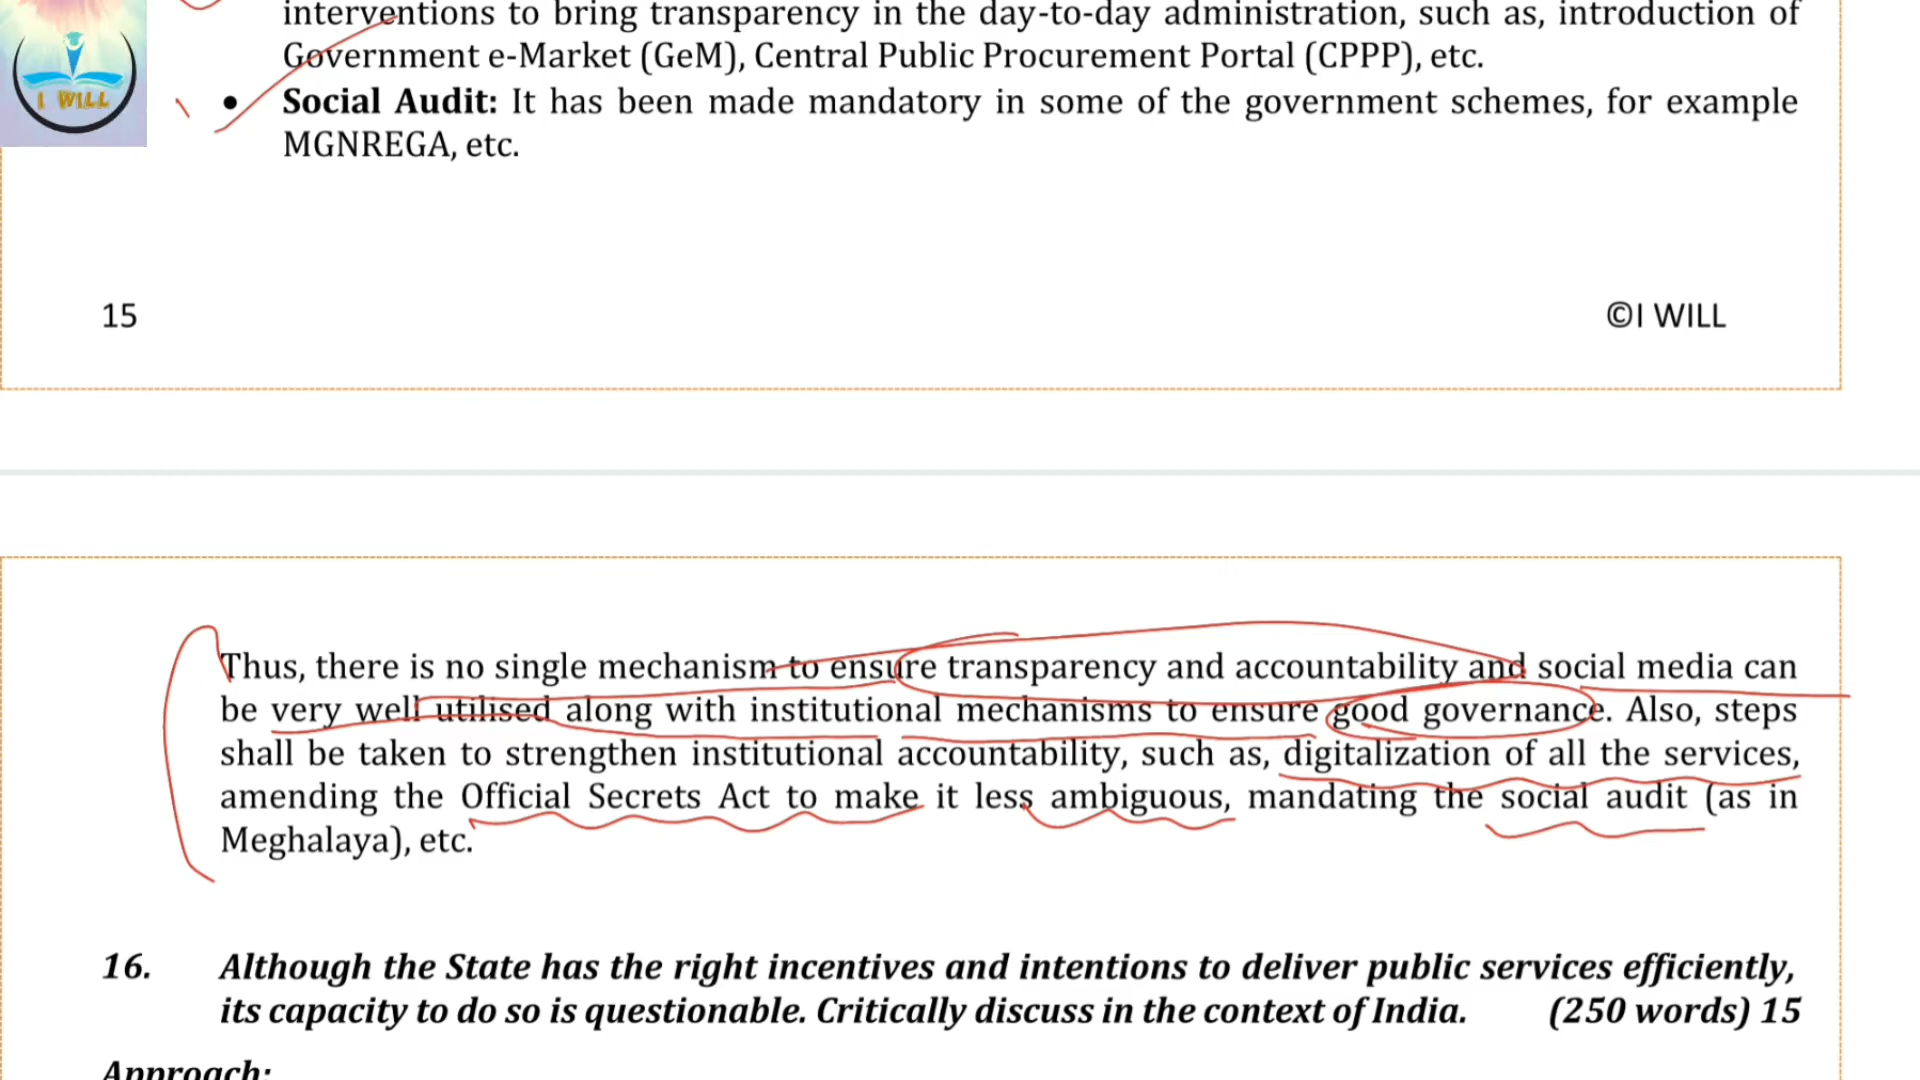 interventions to bring transparency in the day-to-day administration, such as, introduction of
Government e-Market (GeM), Central Public Procurement Portal (CPPP), etc.
I WILL
• Social Audit: It has been made mandatory in some of the government schemes, for example
MGNREGA, etc.
15 ©I WILL
Thus, there is no single mechanism to ensure transparency and accountability and social media can
be very well utilised along with institutional mechanisms to ensure good governance. Also, steps
shall be taken to strengthen institutional accountability, such as, digitalization of all the services,
amending the Official Secrets Act to make it less ambiguous, mandating the social audit (as in
Meghalaya), etc.
16. Although the State has the right incentives and intentions to deliver public services efficiently,
its capacity to do so is questionable. Critically discuss in the context of India. (250 words) 15
Approach: